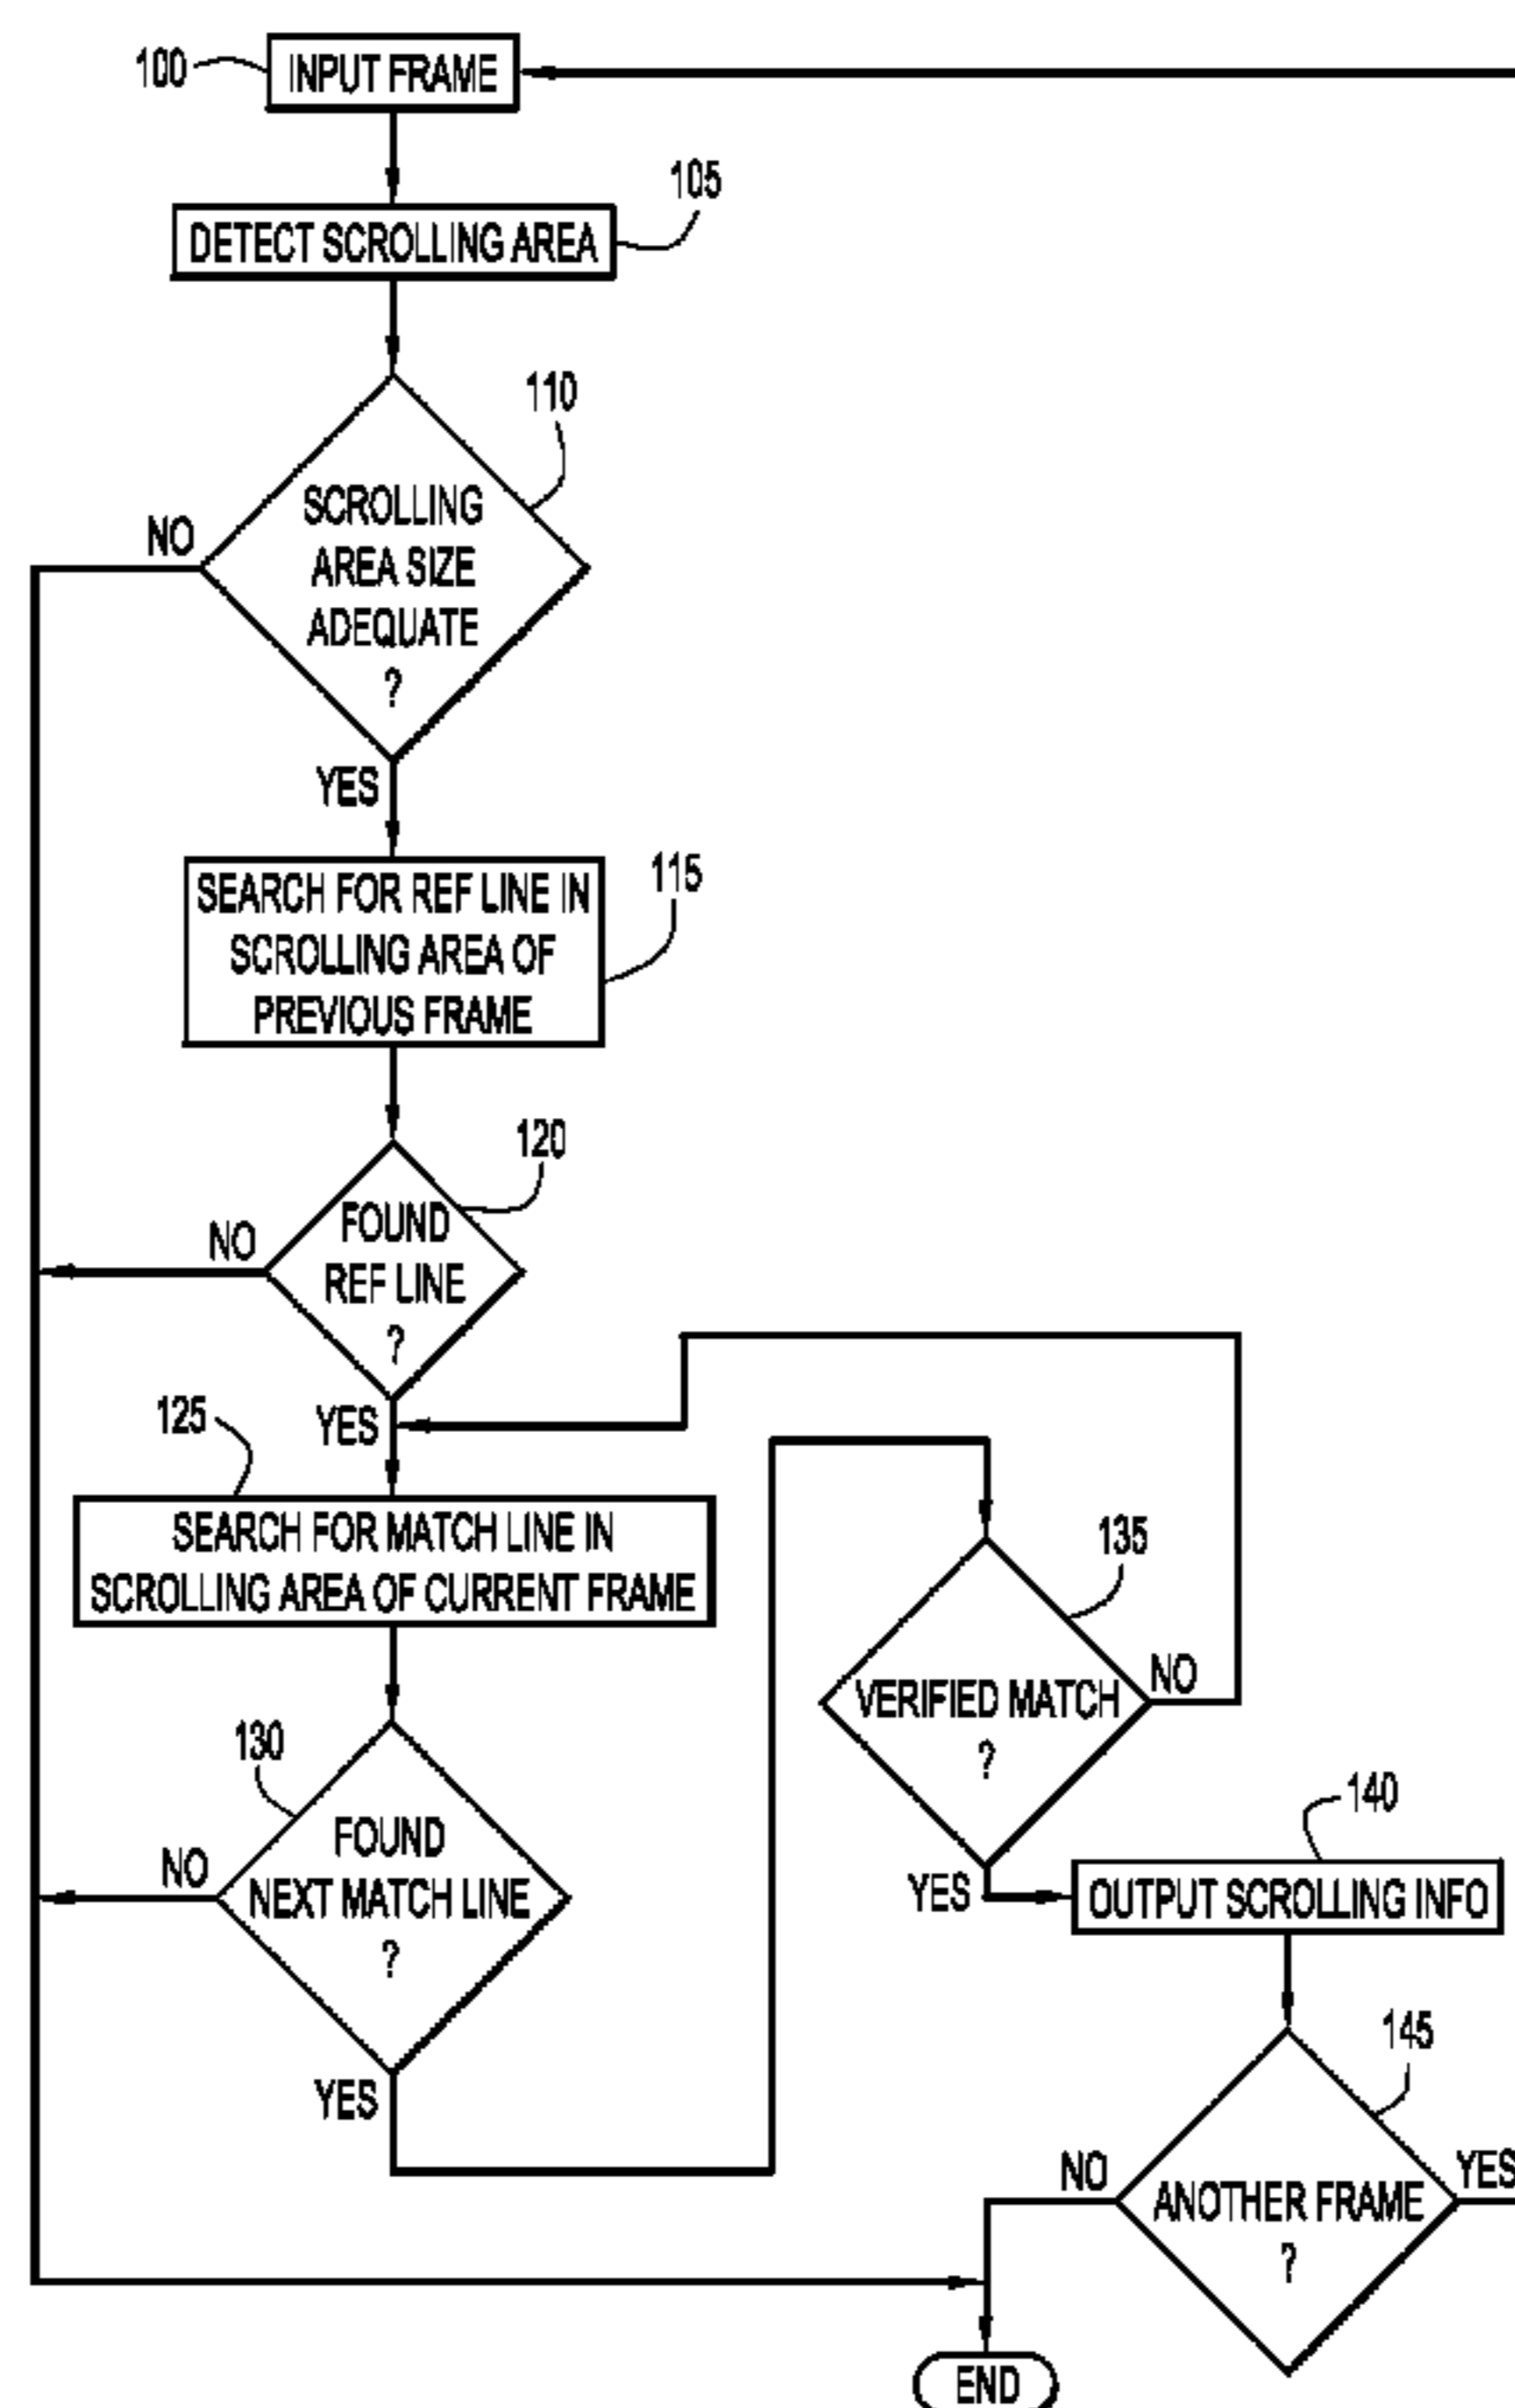 100
INPUT FRAME
105
DETECT SCROLLING AREA
110
SCROLLING
AREA SIZE
ADEQUATE
?
NO
YES
115
SEARCH FOR REF LINE IN
SCROLLING AREA OF
PREVIOUS FRAME
120
FOUND
REF LINE
?
NO
YES
125
SEARCH FOR MATCH LINE IN
SCROLLING AREA OF CURRENT FRAME
130
FOUND
NEXT MATCH LINE
?
NO
YES
135
VERIFIED MATCH
?
NO
YES
140
OUTPUT SCROLLING INFO
145
ANOTHER FRAME
?
NO
YES
END